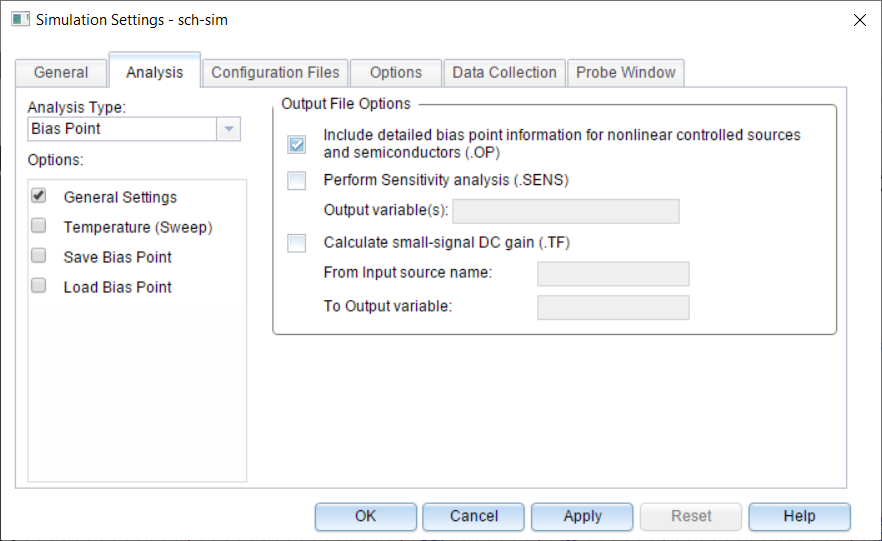 Simulation Settings - sch-sim
General
Analysis
Configuration Files
Options
Data Collection
Probe Window
Analysis Type:
Bias Point
Options:
General Settings
Temperature (Sweep)
Save Bias Point
Load Bias Point
Output File Options
Include detailed bias point information for nonlinear controlled sources
and semiconductors (.OP)
Perform Sensitivity analysis (.SENS)
Output variable(s):
Calculate small-signal DC gain (.TF)
From Input source name:
To Output variable:
OK
Cancel
Apply
Reset
Help